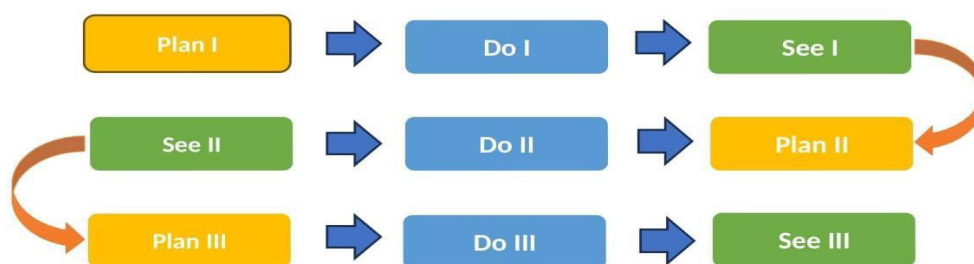 Plan I
Do I
See I
See II
Do II
Plan II
Plan III
Do III
See III